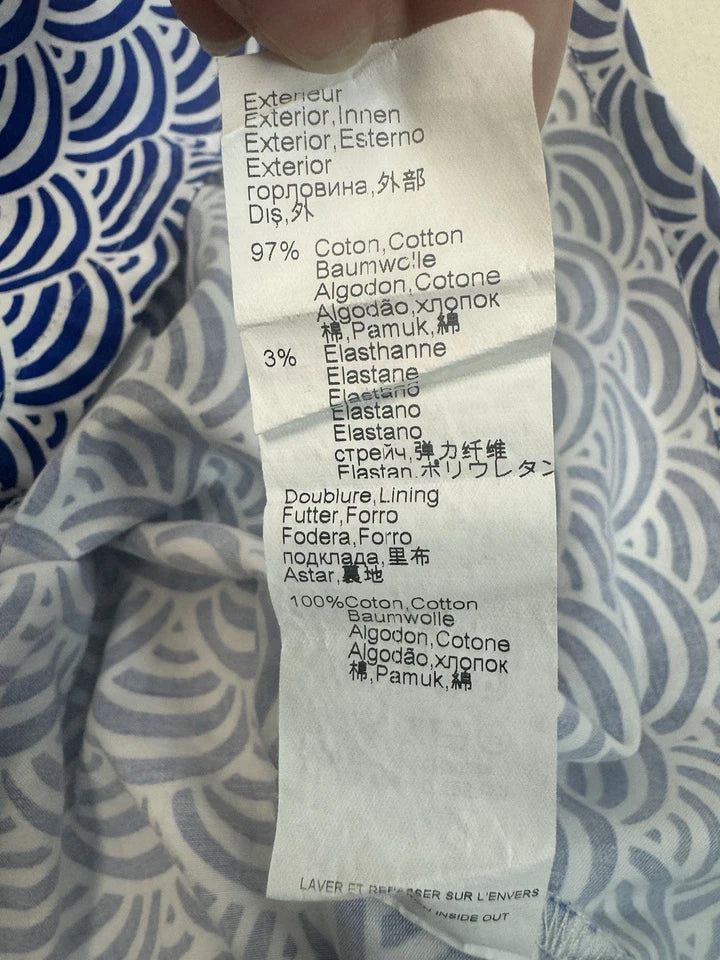 Exterieur
Exterior,Innen
Exterior,Esterno
Exterior
горловина,外部
Dış,外
97% Coton,Cotton
Baumwolle
Algodon,Cotone
Algodão,хлопок
棉,Pamuk,綿
3% Elasthanne
Elastane
Elastano
Elastano
Elastano
стрейч,弹力纤维
Elastan,ポリウレタン
Doublure,Lining
Futter,Forro
Fodera,Forro
подклада,里布
Astar,裏地
100%Coton,Cotton
Baumwolle
Algodon,Cotone
Algodão,хлопок
棉,Pamuk,綿
LAVER ET REPASSER SUR L'ENVERS
INSIDE OUT